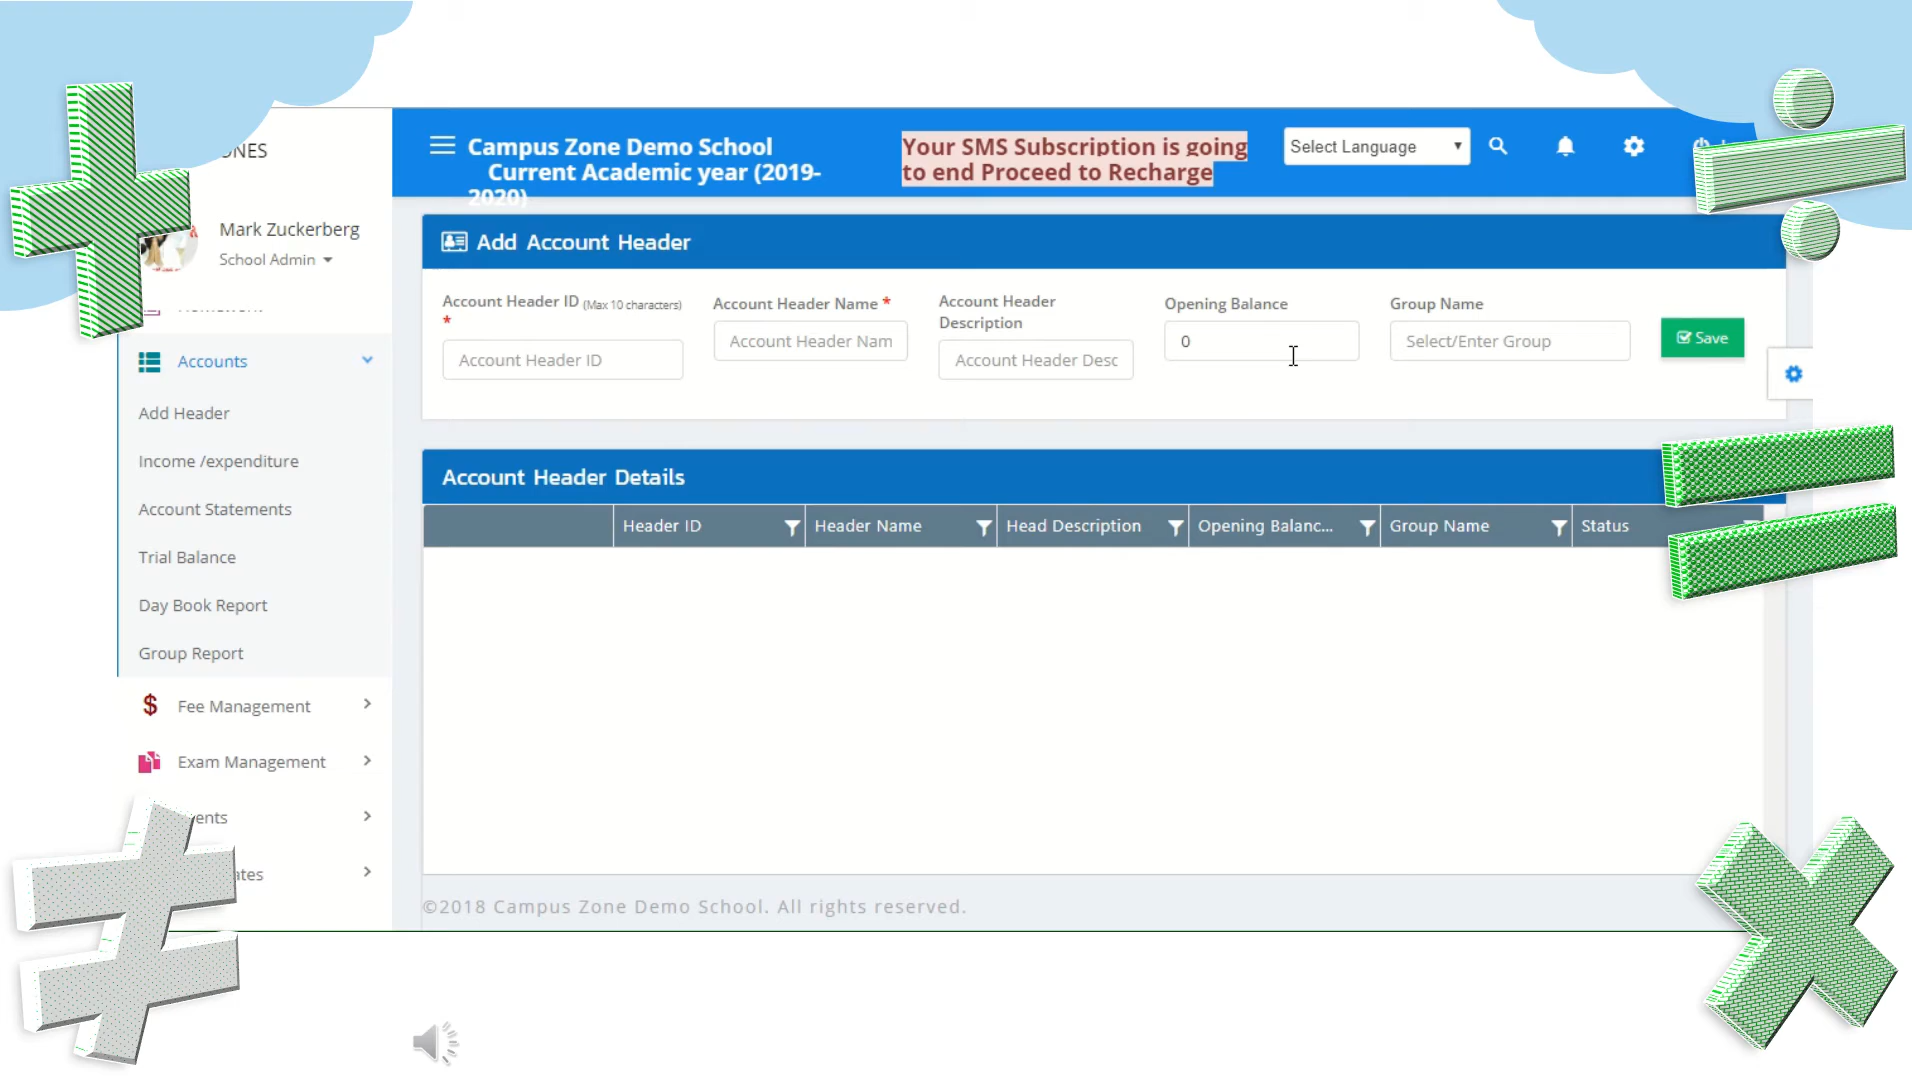 Campus Zone Demo School
Current Academic year (2019-
2020)
Your SMS Subscription is going
to end Proceed to Recharge
Select Language
Mark Zuckerberg
School Admin
Accounts
Add Header
Income /expenditure
Account Statements
Trial Balance
Day Book Report
Group Report
Fee Management
Exam Management
Add Account Header
Account Header ID (Max 10 characters)
*
Account Header ID
Account Header Name *
Account Header Nam
Account Header
Description
Account Header Desc
Opening Balance
0
Group Name
Select/Enter Group
Save
Account Header Details
Header ID
Header Name
Head Description
Opening Balanc...
Group Name
Status
©2018 Campus Zone Demo School. All rights reserved.